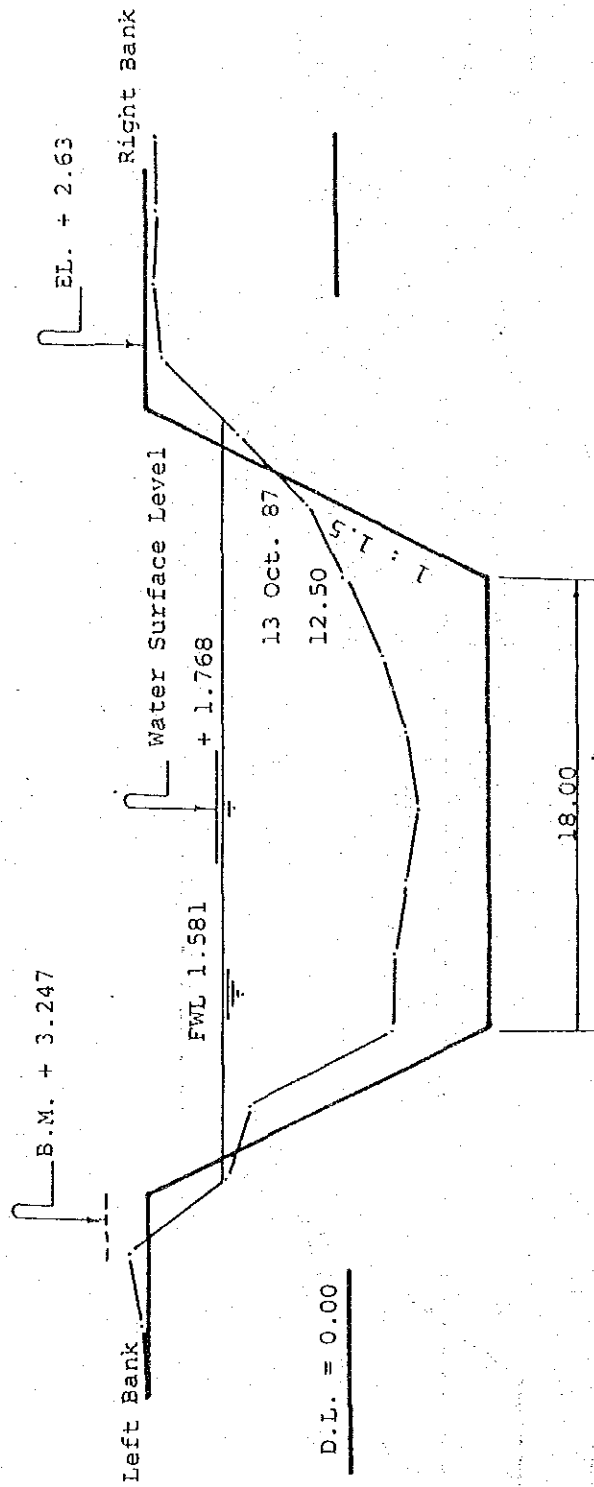 B.M. + 3.247
EL. + 2.63
Left Bank
Water Surface Level
Right Bank
FWL 1.581
+ 1.768
13 Oct. 87
12.50
1 : 1.5
D.L. = 0.00
18.00